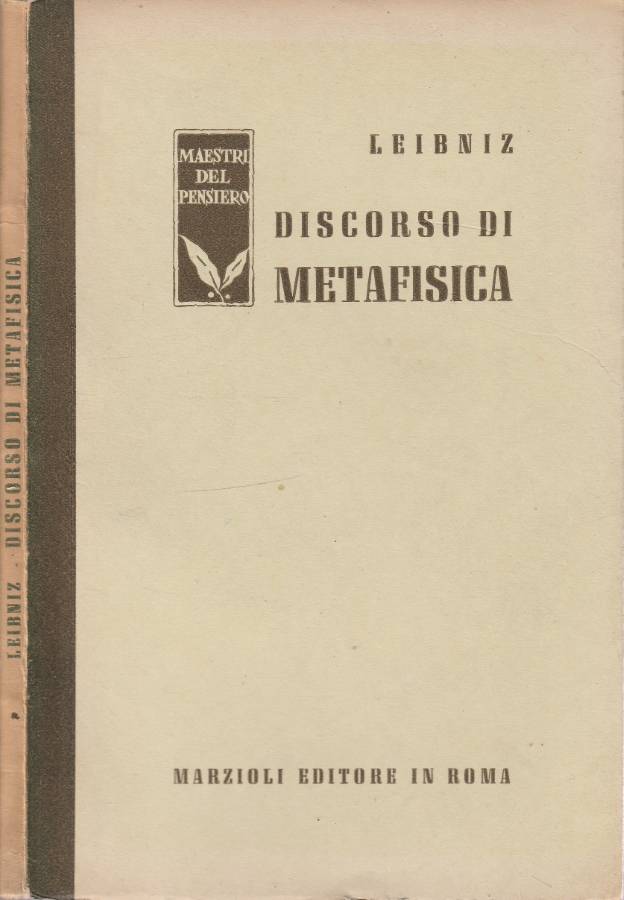 LEIBNIZ
MAESTRI
DEL
PENSIERO
DISCORSO DI
METAFISICA
MARZIOLI EDITORE IN ROMA
LEIBNIZ - DISCORSO DI METAFISICA